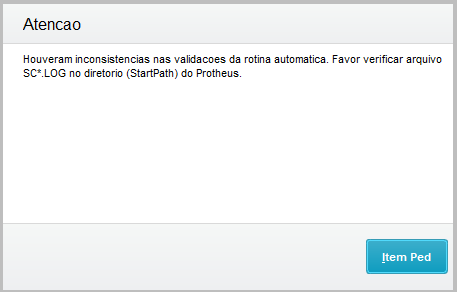 Atencao
Houveram inconsistencias nas validacoes da rotina automatica. Favor verificar arquivo
SC*.LOG no diretorio (StartPath) do Protheus.
Item Ped